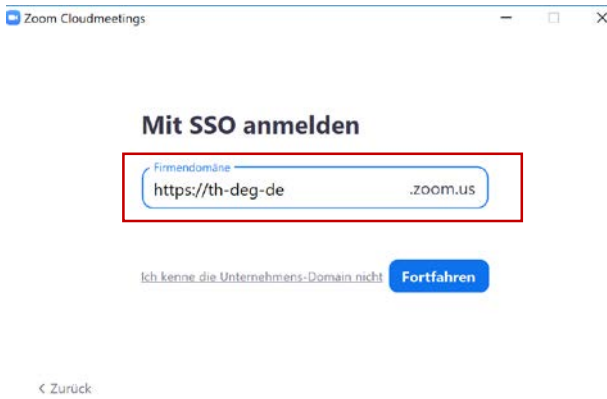 Zoom Cloudmeetings
Mit SSO anmelden
Firmendomäne
https://th-deg-de .zoom.us
Ich kenne die Unternehmens-Domain nicht Fortfahren
< Zurück